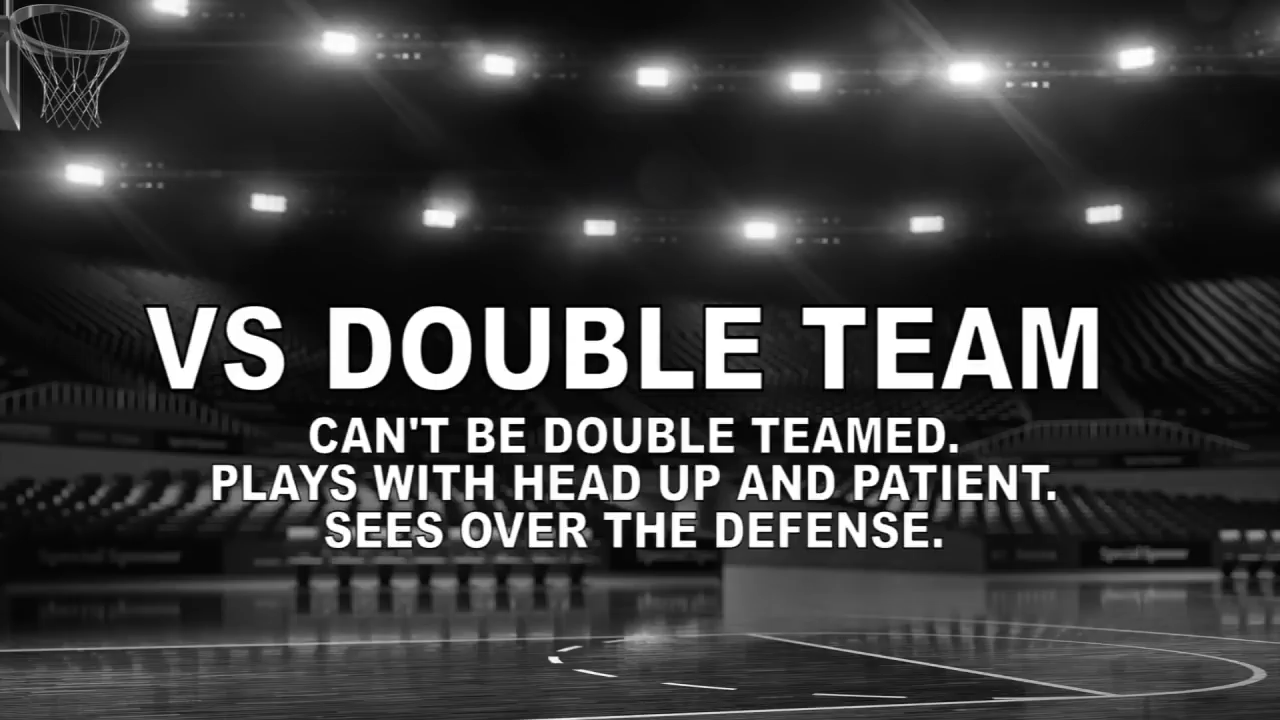 VS DOUBLE TEAM
CAN'T BE DOUBLE TEAMED.
PLAYS WITH HEAD UP AND PATIENT.
SEES OVER THE DEFENSE.